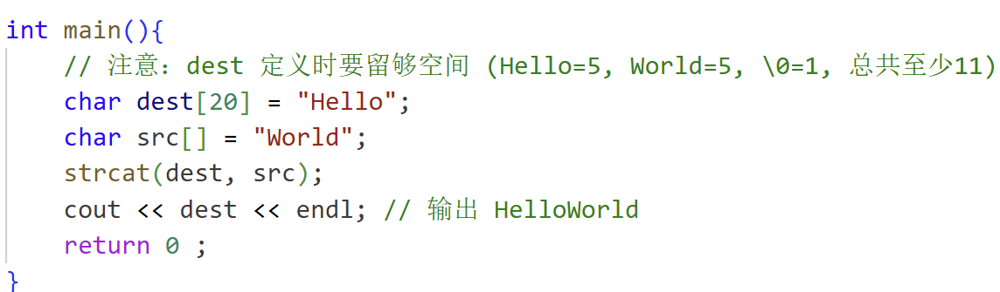 int main(){
    // 注意：dest 定义时要留够空间 (Hello=5, World=5, \0=1, 总共至少11)
    char dest[20] = "Hello";
    char src[] = "World";
    strcat(dest, src);
    cout << dest << endl; // 输出 HelloWorld
    return 0 ;
}